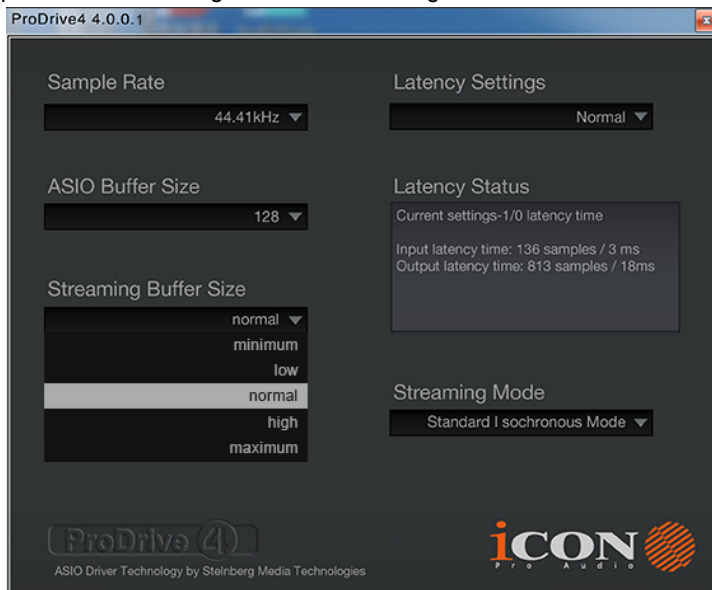 ProDrive4 4.0.0.1
x
Sample Rate
44.41kHz
ASIO Buffer Size
128
Streaming Buffer Size
normal
minimum
low
normal
high
maximum
Latency Settings
Normal
Latency Status
Current settings-1/0 latency time
Input latency time: 136 samples / 3 ms
Output latency time: 813 samples / 18ms
Streaming Mode
Standard I sochronous Mode
ProDrive 4
ASIO Driver Technology by Steinberg Media Technologies
iCON
Pro Audio